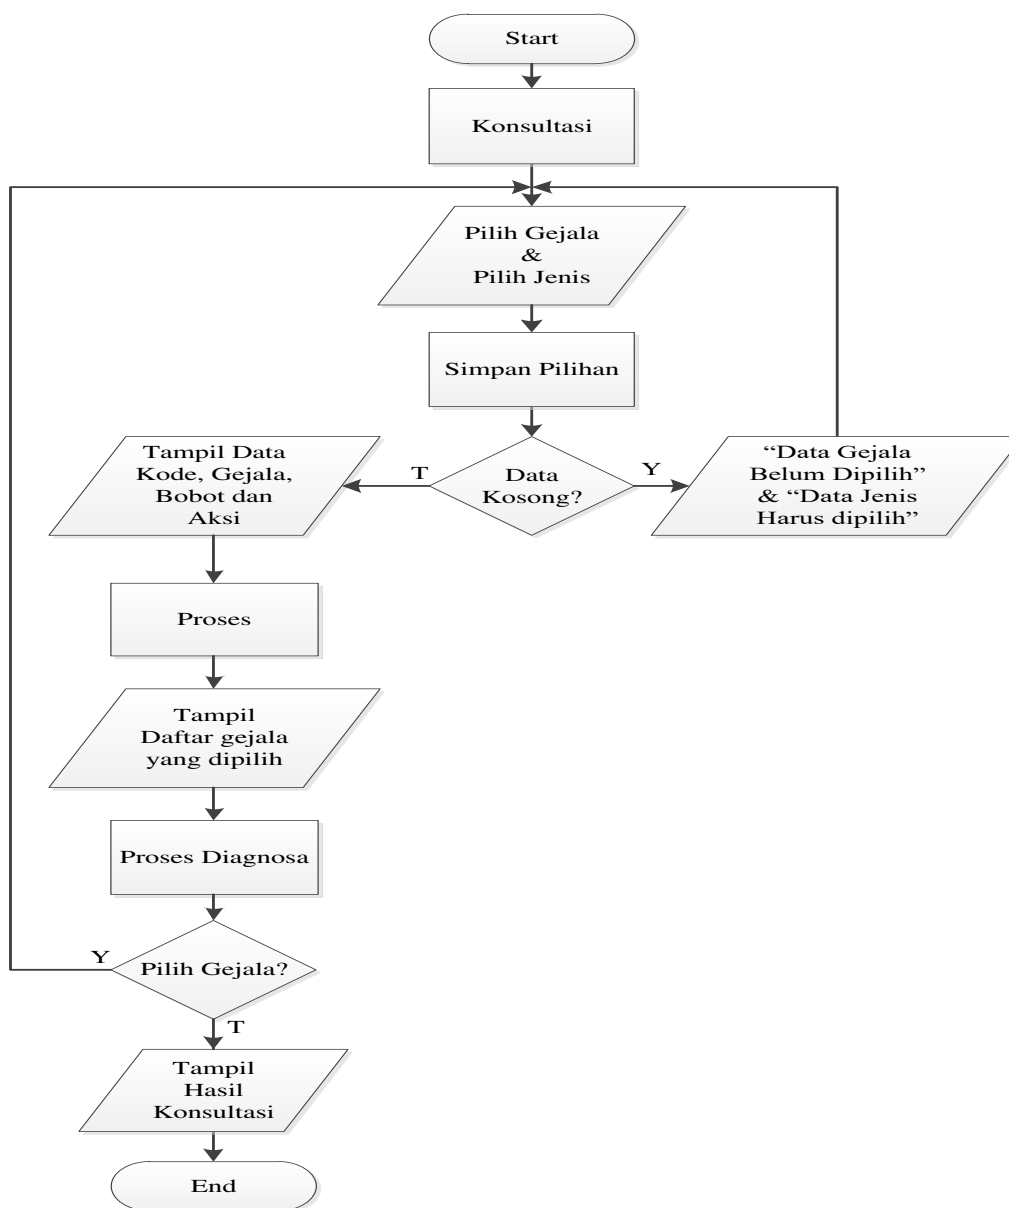 Start
Konsultasi
Pilih Gejala
&
Pilih Jenis
Simpan Pilihan
Data
Kosong?
T
Y
Tampil Data
Kode, Gejala,
Bobot dan
Aksi
“Data Gejala
Belum Dipilih”
& “Data Jenis
Harus dipilih”
Proses
Tampil
Daftar gejala
yang dipilih
Proses Diagnosa
Pilih Gejala?
Y
T
Tampil
Hasil
Konsultasi
End